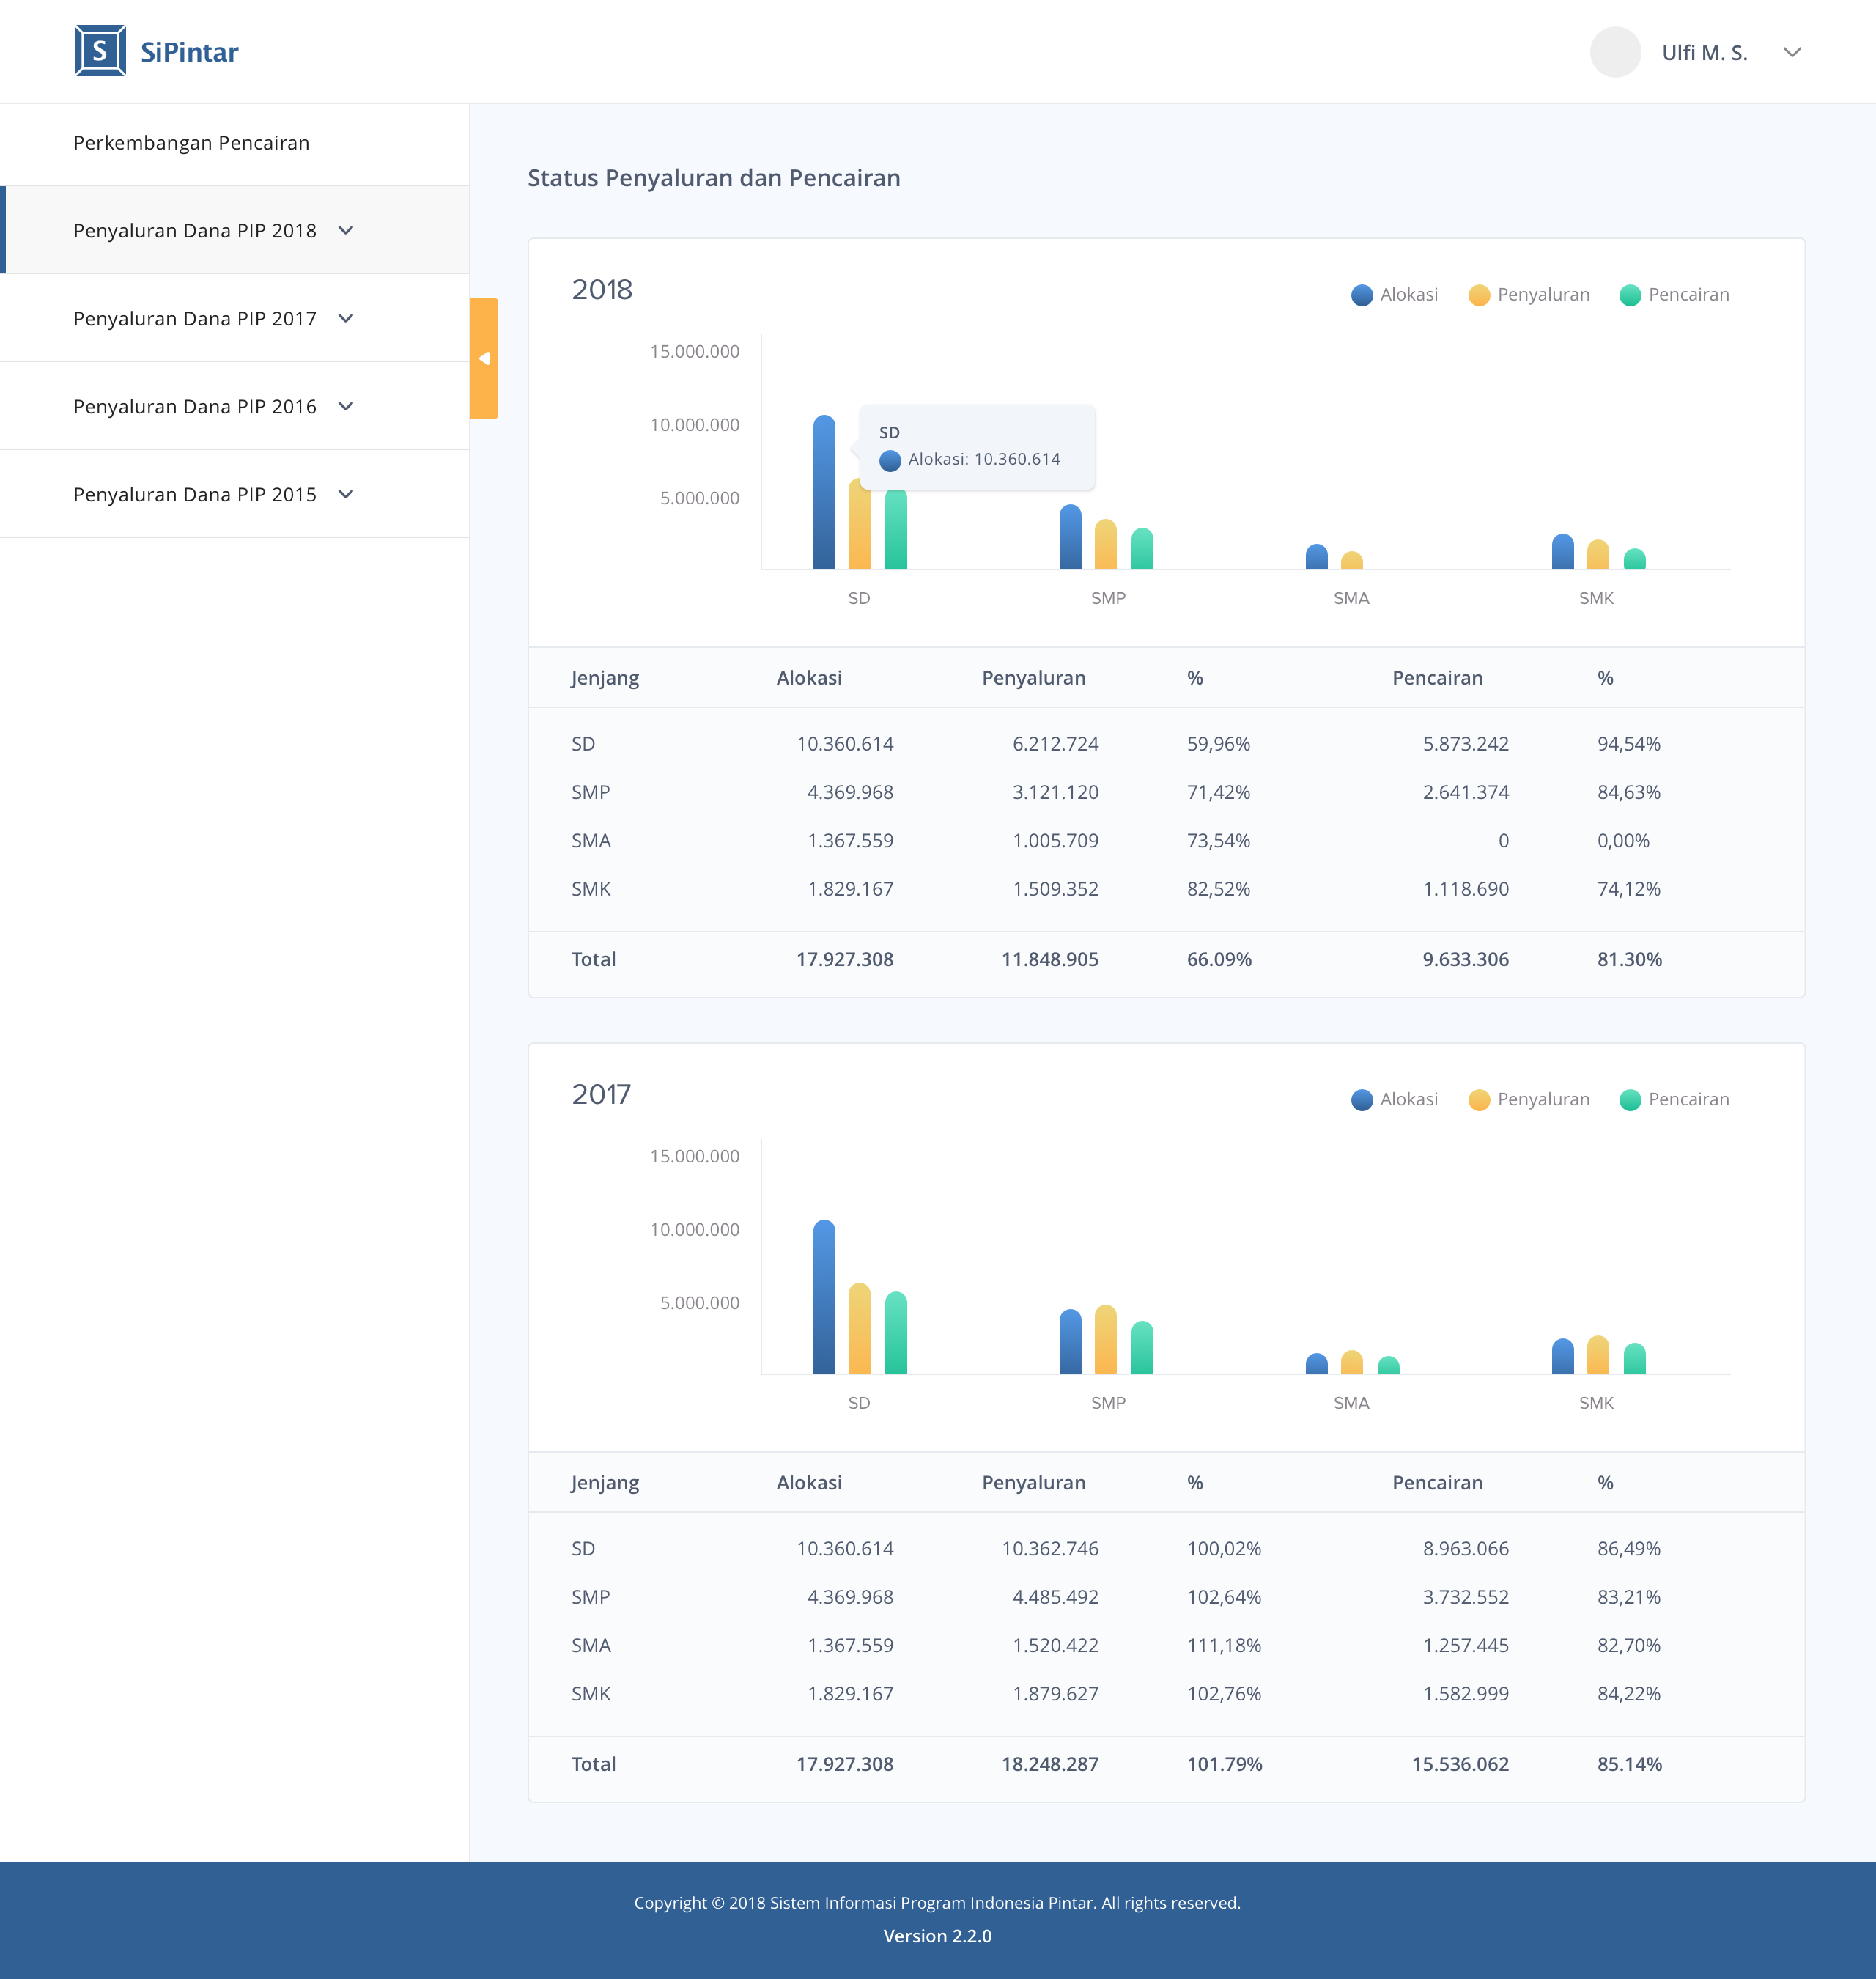 S SiPintar
Ulfi M. S.
Perkembangan Pencairan
Penyaluran Dana PIP 2018
Penyaluran Dana PIP 2017
Penyaluran Dana PIP 2016
Penyaluran Dana PIP 2015
Status Penyaluran dan Pencairan
2018
Alokasi Penyaluran Pencairan
15.000.000
10.000.000
5.000.000
SD
Alokasi: 10.360.614
SD SMP SMA SMK
Jenjang Alokasi Penyaluran % Pencairan %
SD 10.360.614 6.212.724 59,96% 5.873.242 94,54%
SMP 4.369.968 3.121.120 71,42% 2.641.374 84,63%
SMA 1.367.559 1.005.709 73,54% 0 0,00%
SMK 1.829.167 1.509.352 82,52% 1.118.690 74,12%
Total 17.927.308 11.848.905 66.09% 9.633.306 81.30%
2017
Alokasi Penyaluran Pencairan
15.000.000
10.000.000
5.000.000
SD SMP SMA SMK
Jenjang Alokasi Penyaluran % Pencairan %
SD 10.360.614 10.362.746 100,02% 8.963.066 86,49%
SMP 4.369.968 4.485.492 102,64% 3.732.552 83,21%
SMA 1.367.559 1.520.422 111,18% 1.257.445 82,70%
SMK 1.829.167 1.879.627 102,76% 1.582.999 84,22%
Total 17.927.308 18.248.287 101.79% 15.536.062 85.14%
Copyright © 2018 Sistem Informasi Program Indonesia Pintar. All rights reserved.
Version 2.2.0